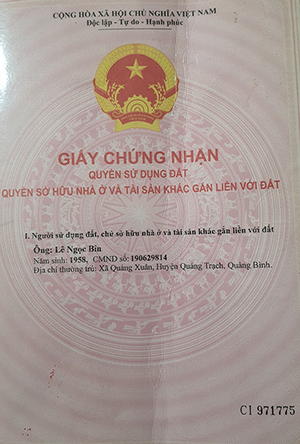 CỘNG HÒA XÃ HỘI CHỦ NGHĨA VIỆT NAM
Độc lập - Tự do - Hạnh phúc
VIỆT NAM
GIẤY CHỨNG NHẬN
QUYỀN SỬ DỤNG ĐẤT
QUYỀN SỞ HỮU NHÀ Ở VÀ TÀI SẢN KHÁC GẮN LIỀN VỚI ĐẤT
I. Người sử dụng đất, chủ sở hữu nhà ở và tài sản khác gắn liền với đất
Ông: Lê Ngọc Bin
Năm sinh: 1958, CMND số: 190629814
Địa chỉ thường trú: Xã Quảng Xuân, Huyện Quảng Trạch, Quảng Bình.
CI 971775